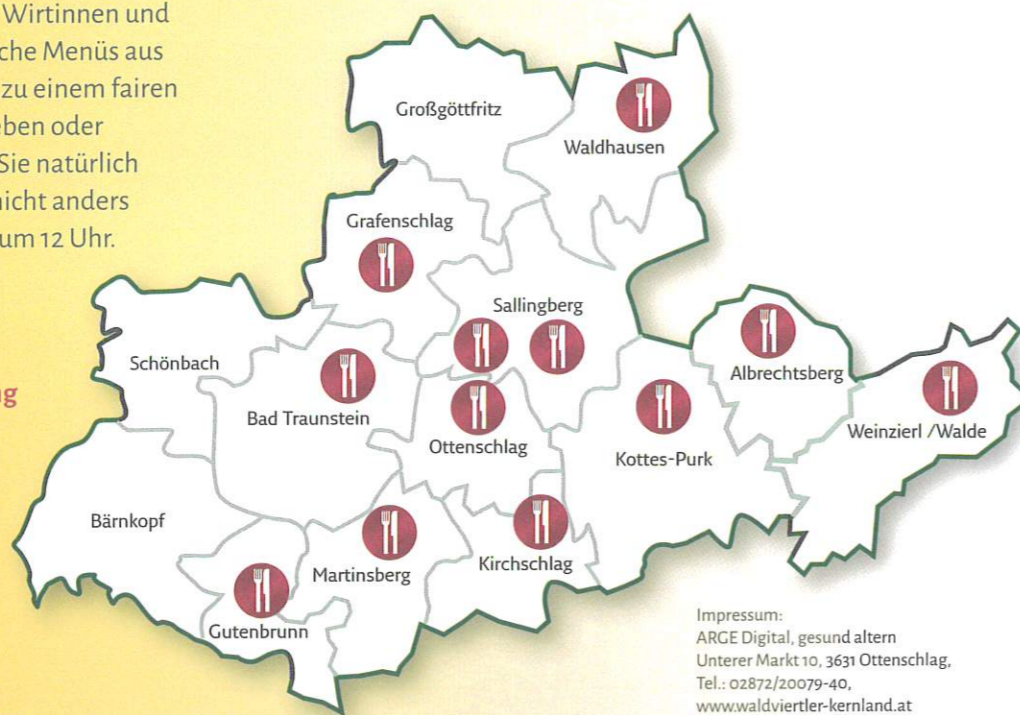 Wirtinnen und
che Menüs aus
zu einem fairen
eben oder
Sie natürlich
nicht anders
um 12 Uhr.
g
Großgöttfritz
Waldhausen
Grafenschlag
Sallingberg
Schönbach
Albrechtsberg
Bad Traunstein
Ottenschlag
Weinzierl /Walde
Kottes-Purk
Bärnkopf
Kirchschlag
Martinsberg
Gutenbrunn
Impressum:
ARGE Digital, gesund altern
Unterer Markt 10, 3631 Ottenschlag,
Tel.: 02872/20079-40,
www.waldviertler-kernland.at